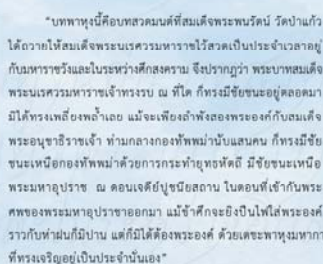 “บทพาหุงนี้คือบทสวดมนต์ที่สมเด็จพระพนรัตน์ วัดป่าแก้ว
ได้ถวายให้สมเด็จพระนเรศวรมหาราชไว้สวดเป็นประจำเวลาอยู่
กับมหาราชวังและในระหว่างศึกสงคราม จึงปรากฏว่า พระบาทสมเด็จ
พระนเรศวรมหาราชเจ้าทรงรบ ณ ที่ใด ก็ทรงมีชัยชนะอยู่ตลอดมา
มิได้ทรงเพลี่ยงพล้ำเลย แม้จะเพียงลำพังสองพระองค์กับสมเด็จ
พระอนุชาธิราชเจ้า ท่ามกลางกองทัพพม่านับแสนคน ก็ทรงมีชัย
ชนะเหนือกองทัพพม่าด้วยการกระทำยุทธหัตถี มีชัยชนะเหนือ
พระมหาอุปราช ณ ดอนเจดีย์ปูชนียสถาน ในตอนที่เข้ากันพระ
ศพของพระมหาอุปราชาออกมา แม้ข้าศึกจะยิงปืนไฟใส่พระองค์
ราวกับห่าฝนก็มิปาน แต่ก็มิได้ต้องพระองค์ ด้วยเดชะพาหุงมหากา
ที่ทรงเจริญอยู่เป็นประจำนั่นเอง”